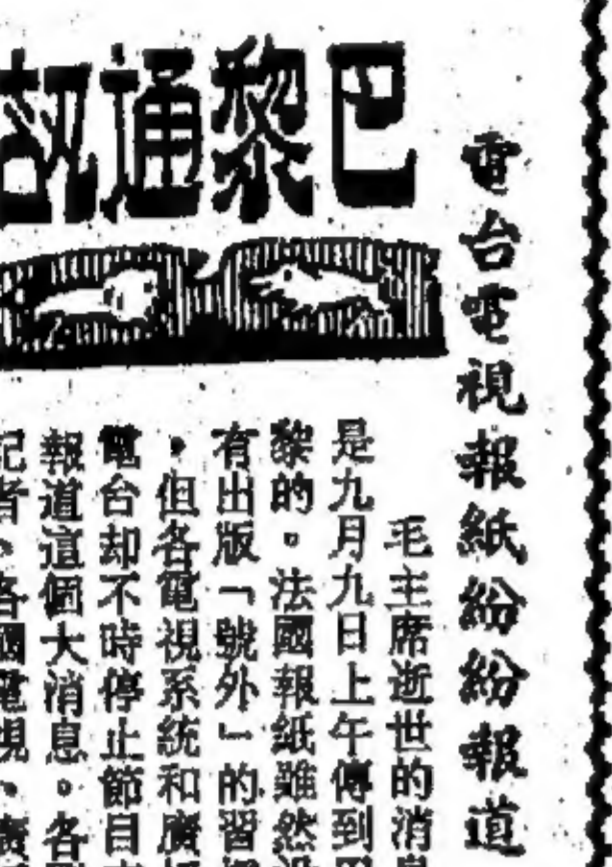 電台電視報紙紛紛報道
巴黎通
毛主席逝世的消
是九月九日上午傳到
黎的。法國報紙雖然
有出版「號外」的習
,但各電視系統和廣
電台却不時停止節目
報道這個大消息。各
記者、各國電視、廣